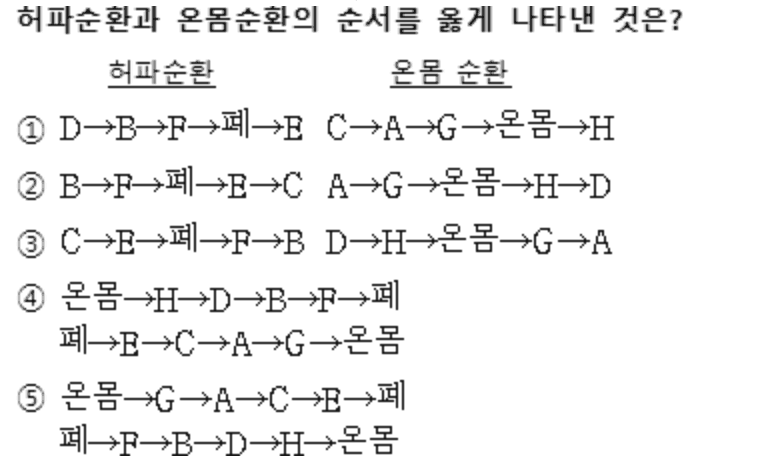 허파순환과 온몸순환의 순서를 옳게 나타낸 것은?
허파순환 온몸 순환
① D→B→F→폐→E C→A→G→온몸→H
② B→F→폐→E→C A→G→온몸→H→D
③ C→E→폐→F→B D→H→온몸→G→A
④ 온몸→H→D→B→F→폐
폐→E→C→A→G→온몸
⑤ 온몸→G→A→C→E→폐
폐→F→B→D→H→온몸